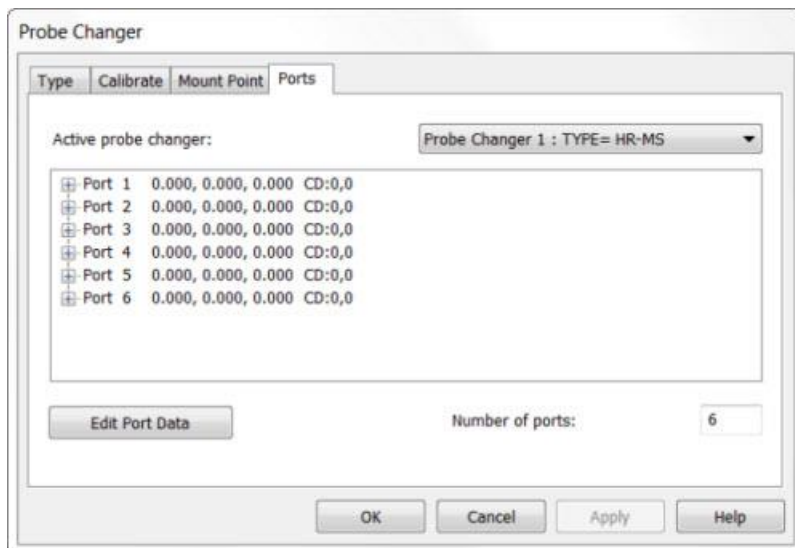 Probe Changer
Type Calibrate Mount Point Ports
Active probe changer: Probe Changer 1 : TYPE= HR-MS
Port 1 0.000, 0.000, 0.000 CD:0,0
Port 2 0.000, 0.000, 0.000 CD:0,0
Port 3 0.000, 0.000, 0.000 CD:0,0
Port 4 0.000, 0.000, 0.000 CD:0,0
Port 5 0.000, 0.000, 0.000 CD:0,0
Port 6 0.000, 0.000, 0.000 CD:0,0
Edit Port Data Number of ports: 6
OK Cancel Apply Help